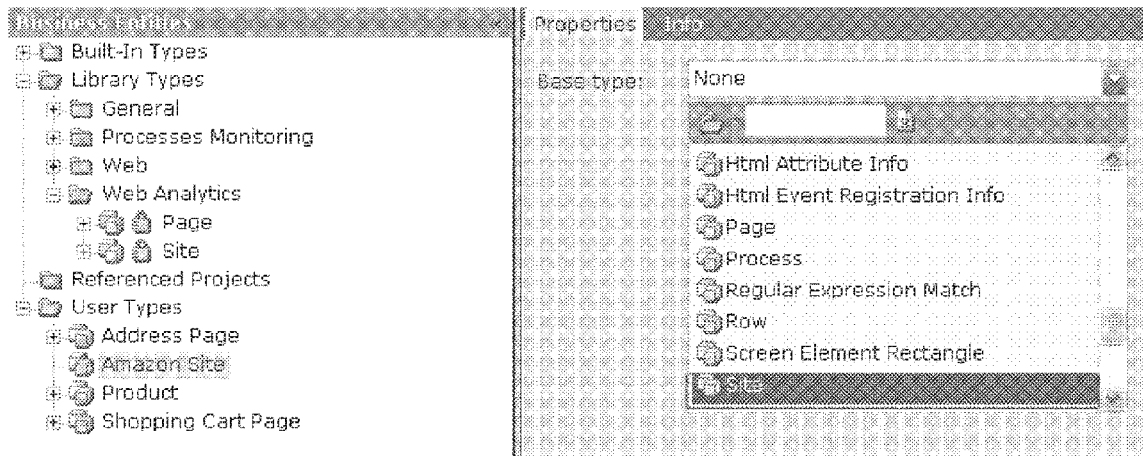 Business Entities
Built-In Types
Library Types
General
Processes Monitoring
Web
Web Analytics
Page
Site
Referenced Projects
User Types
Address Page
Amazon Site
Product
Shopping Cart Page
Properties Info
Base type: None
Html Attribute Info
Html Event Registration Info
Page
Process
Regular Expression Match
Row
Screen Element Rectangle
Site